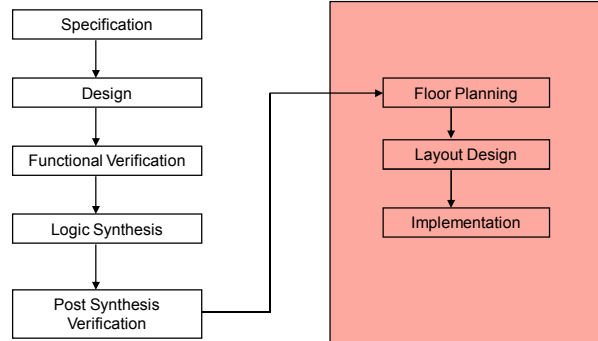 Specification
Design
Functional Verification
Logic Synthesis
Post Synthesis
Verification
Floor Planning
Layout Design
Implementation